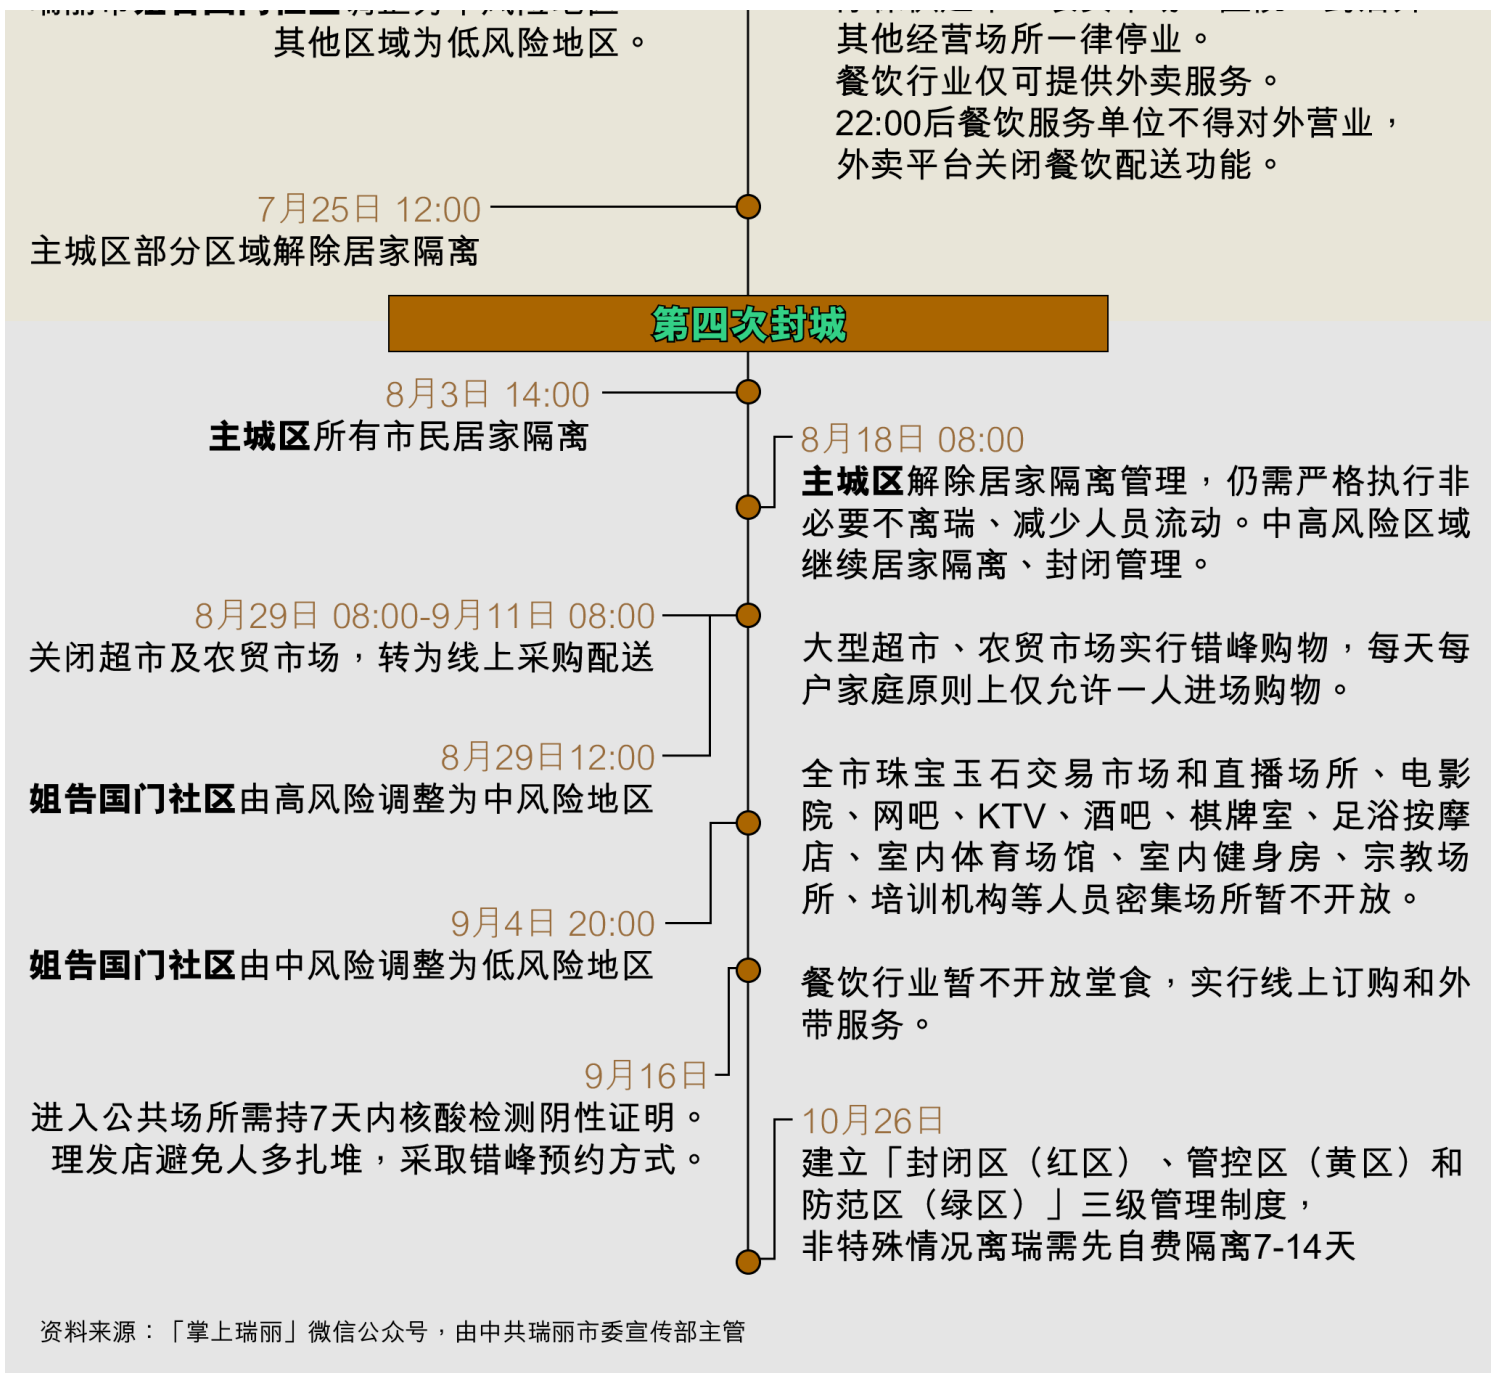 其他区域为低风险地区。
其他经营场所一律停业。
餐饮行业仅可提供外卖服务。
22:00后餐饮服务单位不得对外营业，
外卖平台关闭餐饮配送功能。
7月25日 12:00
主城区部分区域解除居家隔离
第四次封城
8月3日 14:00
主城区所有市民居家隔离
8月18日 08:00
主城区解除居家隔离管理，仍需严格执行非
必要不离瑞、减少人员流动。中高风险区域
继续居家隔离、封闭管理。
大型超市、农贸市场实行错峰购物，每天每
户家庭原则上仅允许一人进场购物。
全市珠宝玉石交易市场和直播场所、电影
院、网吧、KTV、酒吧、棋牌室、足浴按摩
店、室内体育场馆、室内健身房、宗教场
所、培训机构等人员密集场所暂不开放。
餐饮行业暂不开放堂食，实行线上订购和外
带服务。
8月29日 08:00-9月11日 08:00
关闭超市及农贸市场，转为线上采购配送
8月29日12:00
姐告国门社区由高风险调整为中风险地区
9月4日 20:00
姐告国门社区由中风险调整为低风险地区
9月16日
进入公共场所需持7天内核酸检测阴性证明。
理发店避免人多扎堆，采取错峰预约方式。
10月26日
建立「封闭区（红区）、管控区（黄区）和
防范区（绿区）」三级管理制度，
非特殊情况离瑞需先自费隔离7-14天
资料来源：「掌上瑞丽」微信公众号，由中共瑞丽市委宣传部主管